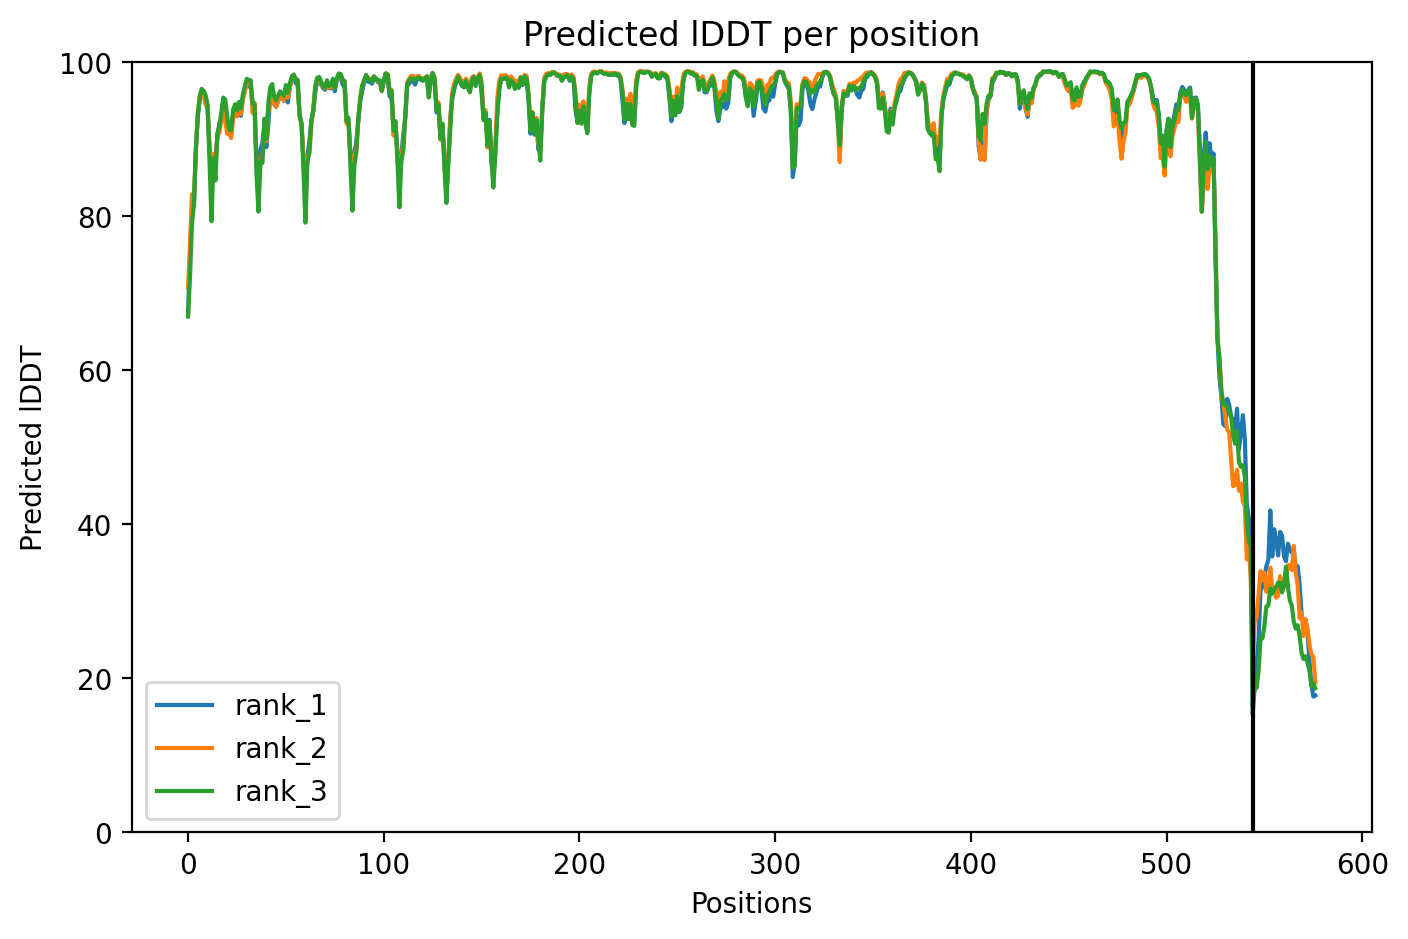 Predicted lDDT per position
100
80
60
40
20
0
Predicted lDDT
rank_1
rank_2
rank_3
0 100 200 300 400 500 600
Positions